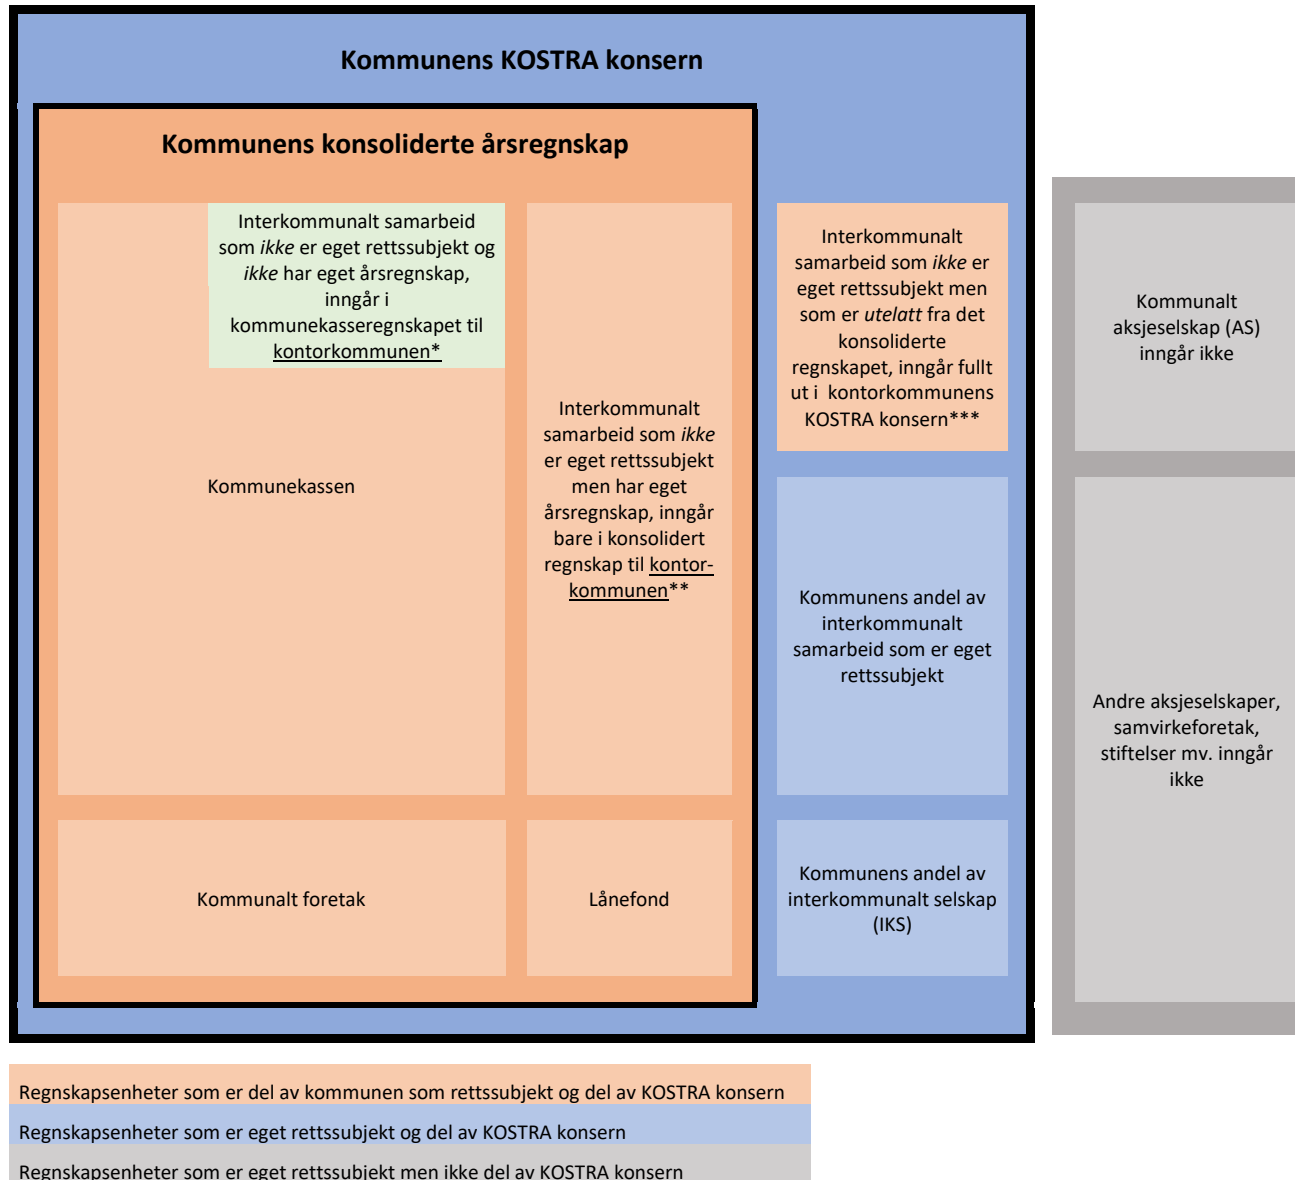 Kommunens KOSTRA konsern
Kommunens konsoliderte årsregnskap
Interkommunalt samarbeid
som ikke er eget rettssubjekt og
ikke har eget årsregnskap,
inngår i
kommunekasseregnskapet til
kontorkommunen*
Kommunekassen
Interkommunalt
samarbeid som ikke
er eget rettssubjekt
men har eget
årsregnskap, inngår
bare i konsolidert
regnskap til kontor-
kommunen**
Kommunalt foretak
Lånefond
Interkommunalt
samarbeid som ikke er
eget rettssubjekt men
som er utelatt fra det
konsoliderte
regnskapet, inngår fullt
ut i kontorkommunens
KOSTRA konsern***
Kommunens andel av
interkommunalt
samarbeid som er eget
rettssubjekt
Kommunens andel av
interkommunalt selskap
(IKS)
Kommunalt
aksjeselskap (AS)
inngår ikke
Andre aksjeselskaper,
samvirkeforetak,
stiftelser mv. inngår
ikke
Regnskapsenheter som er del av kommunen som rettssubjekt og del av KOSTRA konsern
Regnskapsenheter som er eget rettssubjekt og del av KOSTRA konsern
Regnskapsenheter som er eget rettssubjekt men ikke del av KOSTRA konsern